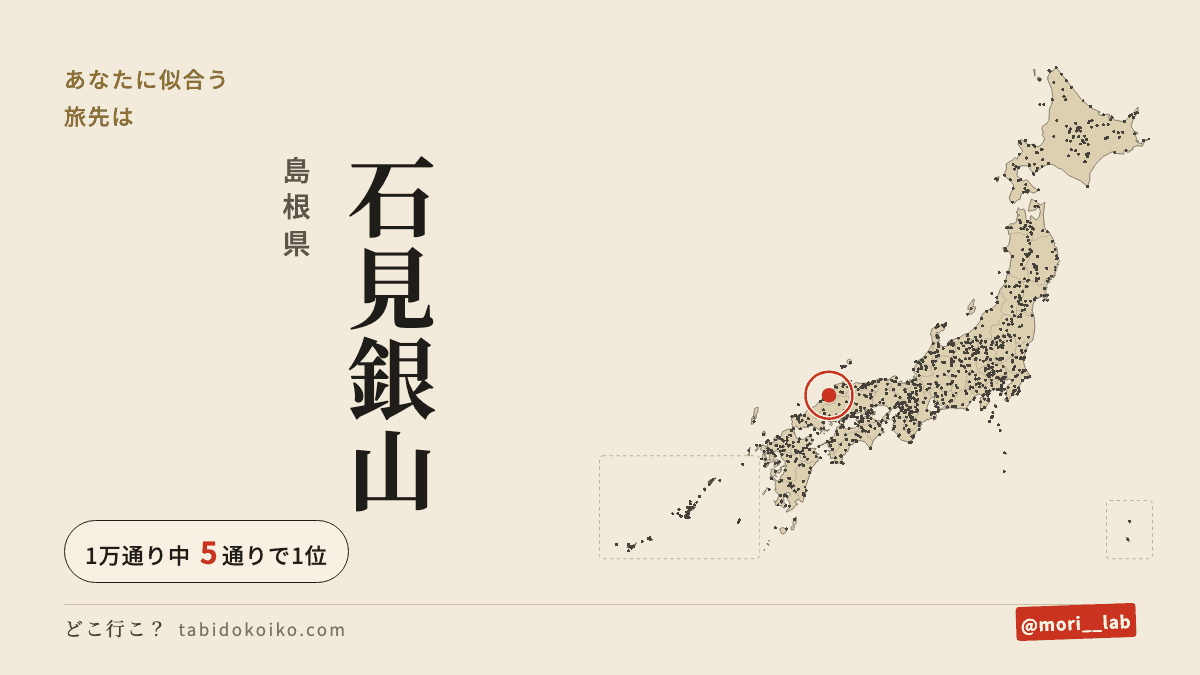 あなたに似合う
旅先は
石見銀山
島根県
1万通り中 5通りで1位
どこ行こ？ tabidokoiko.com
@mori__lab